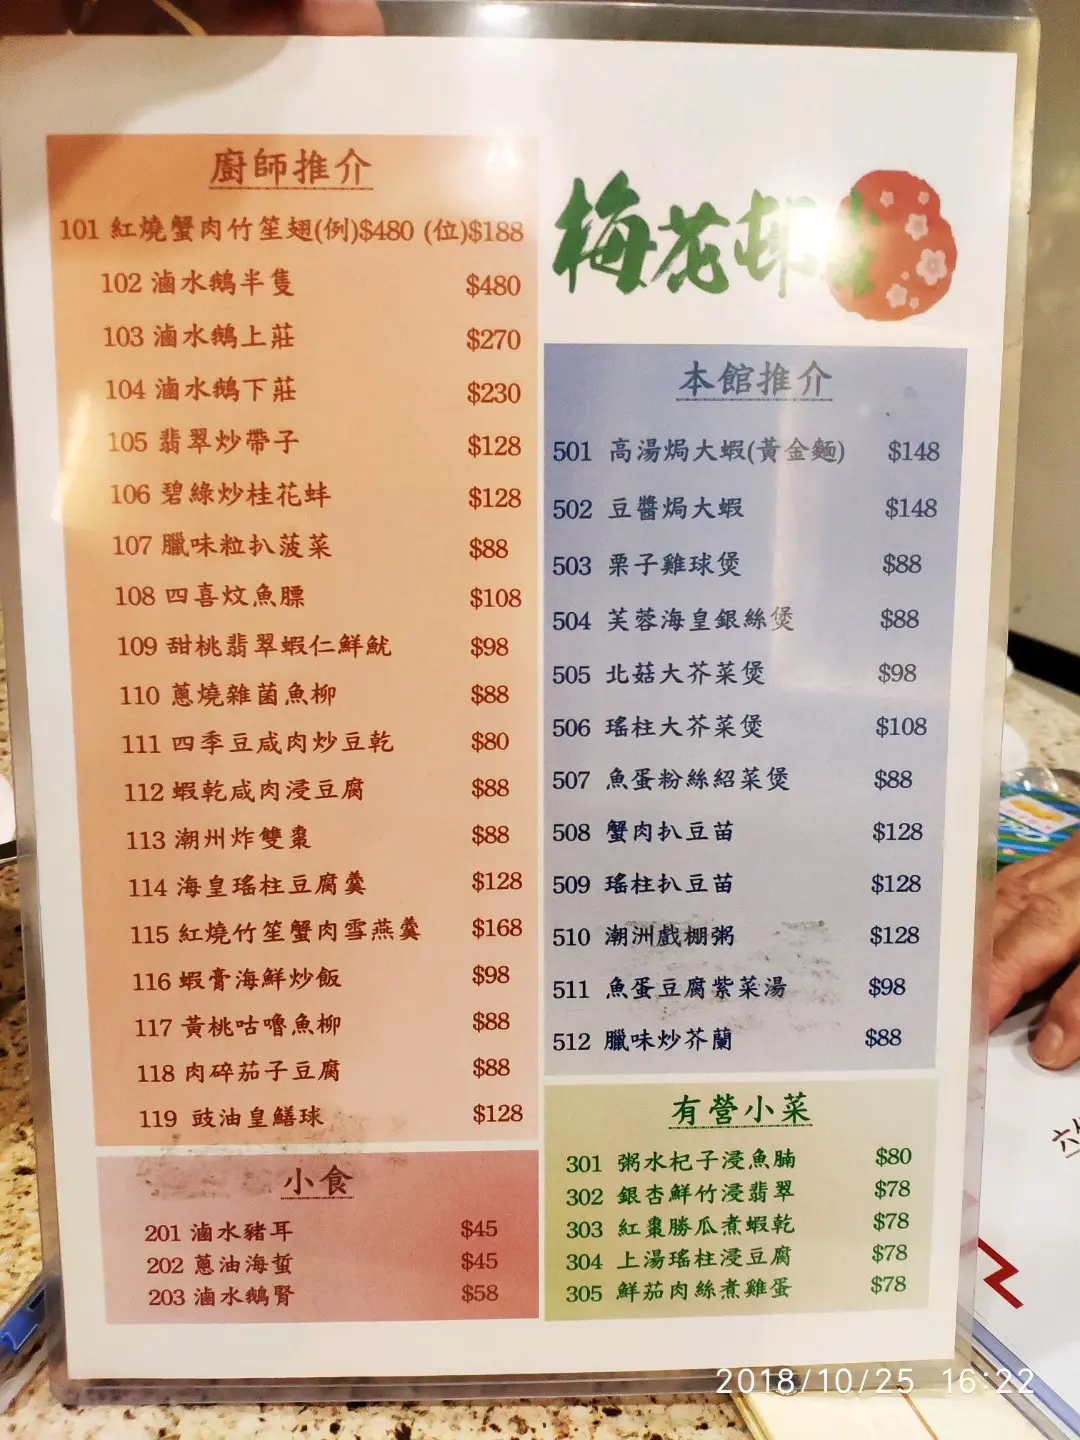 廚師推介
101 紅燒蟹肉竹笙翅(例)$480 (位)$188
102 滷水鵝半隻 $480
103 滷水鵝上莊 $270
104 滷水鵝下莊 $230
105 翡翠炒帶子 $128
106 碧綠炒桂花蚌 $128
107 臘味粒扒菠菜 $88
108 四喜炆魚膘 $108
109 甜桃翡翠蝦仁鮮魷 $98
110 蔥燒雜菌魚柳 $88
111 四季豆咸肉炒豆乾 $80
112 蝦乾咸肉浸豆腐 $88
113 潮州炸雙棗 $88
114 海皇瑤柱豆腐羹 $128
115 紅燒竹笙蟹肉雪燕羹 $168
116 蝦膏海鮮炒飯 $98
117 黃桃咕嚕魚柳 $88
118 肉碎茄子豆腐 $88
119 豉油皇鱔球 $128
小食
201 滷水豬耳 $45
202 蔥油海蜇 $45
203 滷水鵝腎 $58
梅花邨
本館推介
501 高湯焗大蝦(黃金麵) $148
502 豆醬焗大蝦 $148
503 栗子雞球煲 $88
504 芙蓉海皇銀絲煲 $88
505 北菇大芥菜煲 $98
506 瑤柱大芥菜煲 $108
507 魚蛋粉絲紹菜煲 $88
508 蟹肉扒豆苗 $128
509 瑤柱扒豆苗 $128
510 潮洲戲棚粥 $128
511 魚蛋豆腐紫菜湯 $98
512 臘味炒芥蘭 $88
有營小菜
301 粥水杞子浸魚腩 $80
302 銀杏鮮竹浸翡翠 $78
303 紅棗勝瓜煮蝦乾 $78
304 上湯瑤柱浸豆腐 $78
305 鮮茄肉絲煮雞蛋 $78
2018/10/25 16:22